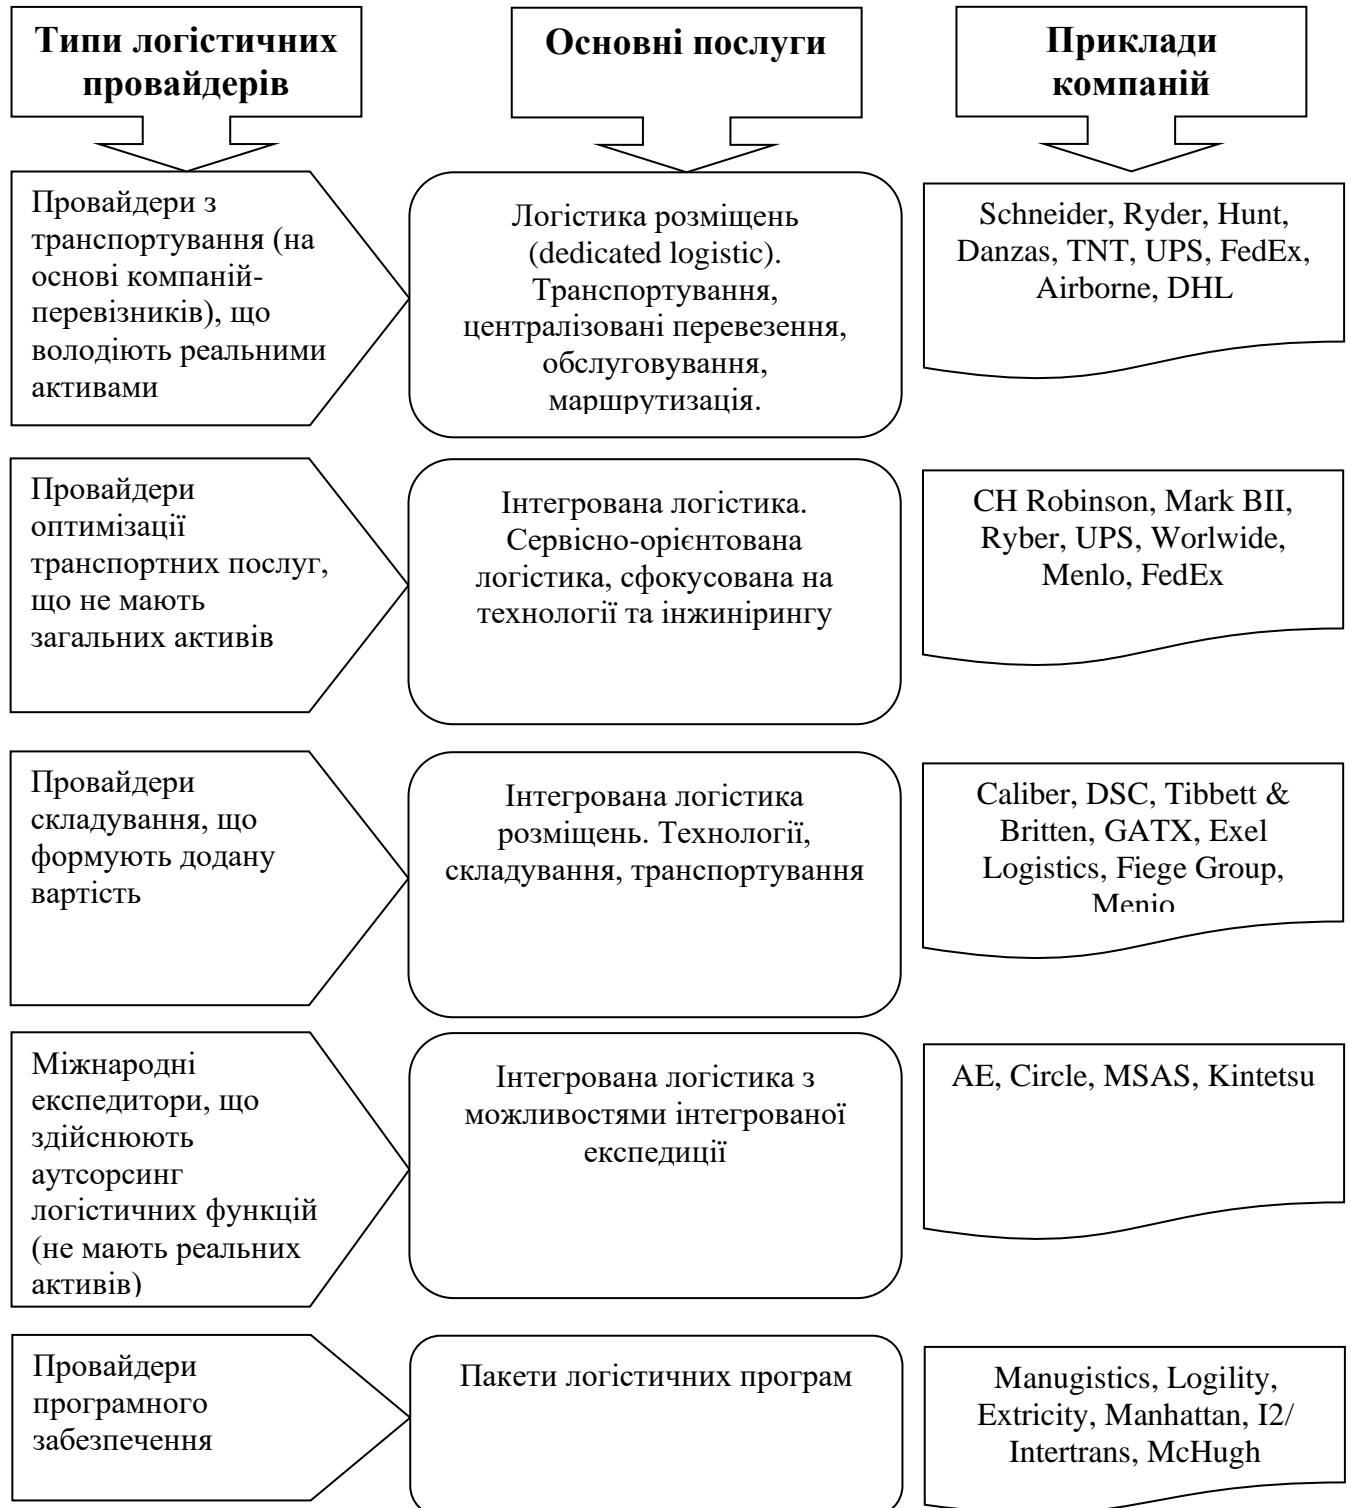 Типи логістичних
провайдерів
Основні послуги
Приклади
компаній
Провайдери з
транспортування (на
основі компаній-
перевізників), що
володіють реальними
активами
Логістика розміщень
(dedicated logistic).
Транспортування,
централізовані перевезення,
обслуговування,
маршрутизація.
Schneider, Ryder, Hunt,
Danzas, TNT, UPS, FedEx,
Airborne, DHL
Провайдери
оптимізації
транспортних послуг,
що не мають
загальних активів
Інтегрована логістика.
Сервісно-орієнтована
логістика, сфокусована на
технології та інжинірингу
CH Robinson, Mark BII,
Ryber, UPS, Worlwide,
Menlo, FedEx
Провайдери
складування, що
формують додану
вартість
Інтегрована логістика
розміщень. Технології,
складування, транспортування
Caliber, DSC, Tibbett &
Britten, GATX, Exel
Logistics, Fiege Group,
Menio
Міжнародні
експедитори, що
здійснюють
аутсорсинг
логістичних функцій
(не мають реальних
активів)
Інтегрована логістика з
можливостями інтегрованої
експедиції
AE, Circle, MSAS, Kintetsu
Провайдери
програмного
забезпечення
Пакети логістичних програм
Manugistics, Logility,
Extricity, Manhattan, I2/
Intertrans, McHugh